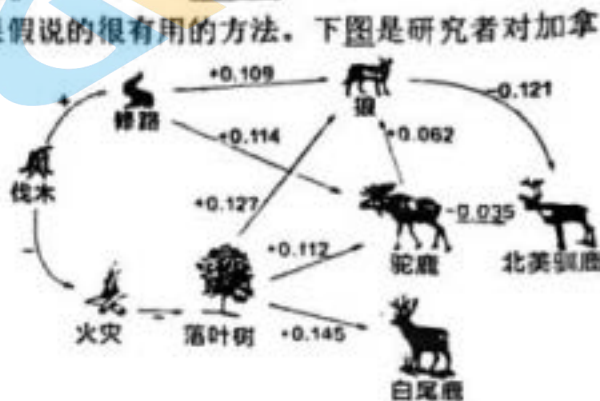 假说的很有用的方法。下图是研究者对加拿
+0.109
-0.121
+
修路
狼
+0.114
+0.062
伐木
+0.127
-0.035
驼鹿
北美驯鹿
+0.112
-
火灾
-
落叶树
+0.145
白尾鹿